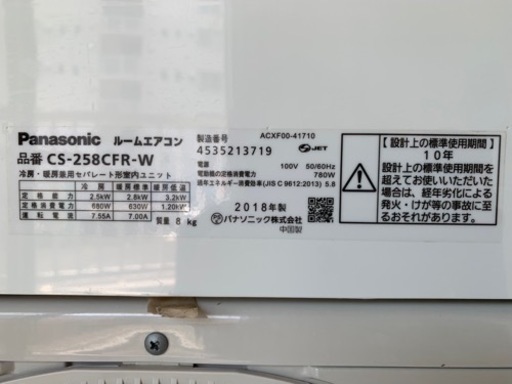 Panasonic ルームエアコン
品番 CS-258CFR-W
冷房・暖房兼用セパレート形室内ユニット
冷房 暖房標準 暖房低温
定格能力 2.5kW 2.8kW 3.2kW
定格消費電力 680W 630W 1.20kW
運転電流 7.55A 7.00A
質量 8 kg
ACXF00-41710
製造番号
4535213719
JET
電源 100V 50/60Hz
電動機の定格消費電力 780W
通年エネルギー消費効率(JIS C 9612:2013) 5.8
2018年製
パナソニック株式会社
中国製
【設計上の標準使用期間】
10年
設計上の標準使用期間を
超えてお使いいただいた
場合は、経年劣化による
発火・けが等の事故に至
るおそれがあります。